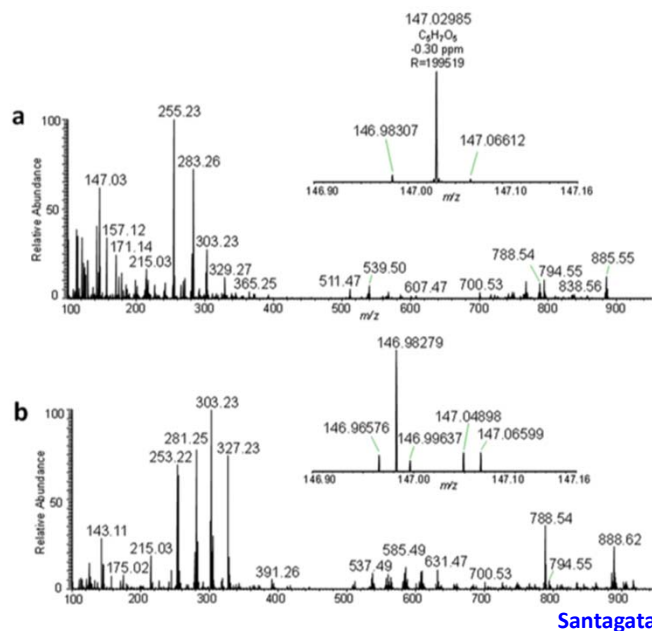 147.02985
C5H7O5
-0.30 ppm
R=199519
146.98307
147.06612
146.90 147.00 147.10 147.16
m/z
a
Relative Abundance
100
50
0
255.23
283.26
147.03
157.12
171.14
215.03
303.23
329.27
365.25
511.47
539.50
607.47
700.53
788.54
794.55
838.56
885.55
100 200 300 400 500 600 700 800 900
m/z
146.98279
146.96576
146.99637
147.04898
147.06599
146.90 147.00 147.10 147.16
m/z
b
Relative Abundance
100
50
0
303.23
281.25
253.22
327.23
143.11
175.02
215.03
391.26
537.49
585.49
631.47
700.53
788.54
794.55
888.62
100 200 300 400 500 600 700 800 900
m/z
Santagata